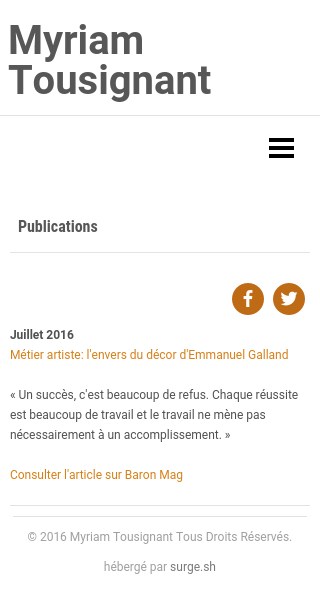 Myriam
Tousignant
Publications
Juillet 2016
Métier artiste: l'envers du décor d'Emmanuel Galland
« Un succès, c'est beaucoup de refus. Chaque réussite
est beaucoup de travail et le travail ne mène pas
nécessairement à un accomplissement. »
Consulter l'article sur Baron Mag
© 2016 Myriam Tousignant Tous Droits Réservés.
hébergé par surge.sh